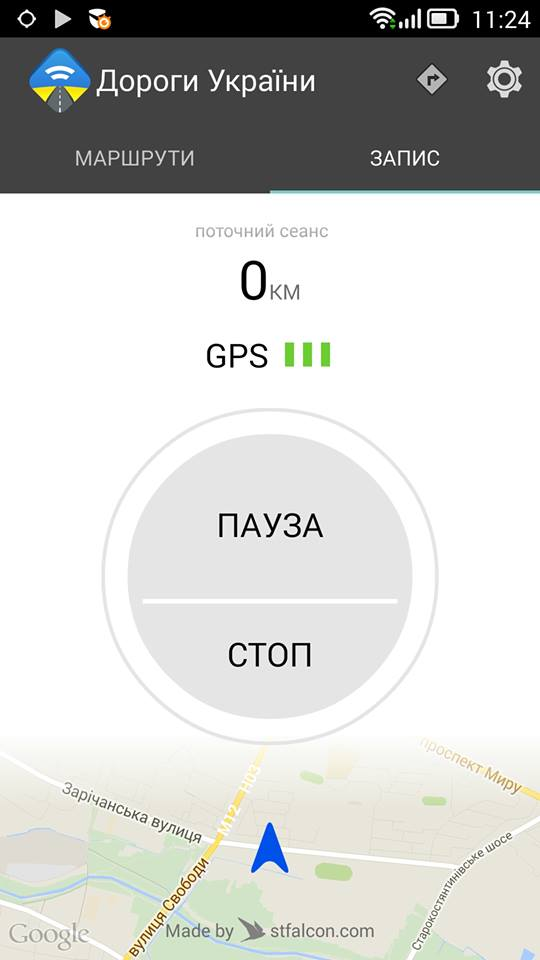 11:24
Дороги України
МАРШРУТИ
ЗАПИС
поточний сеанс
0км
GPS
ПАУЗА
СТОП
проспект Миру
Зарічанська вулиця
М12 Н03
вулиця Свободи
Старокостянтинівське шосе
Google
Made by stfalcon.com